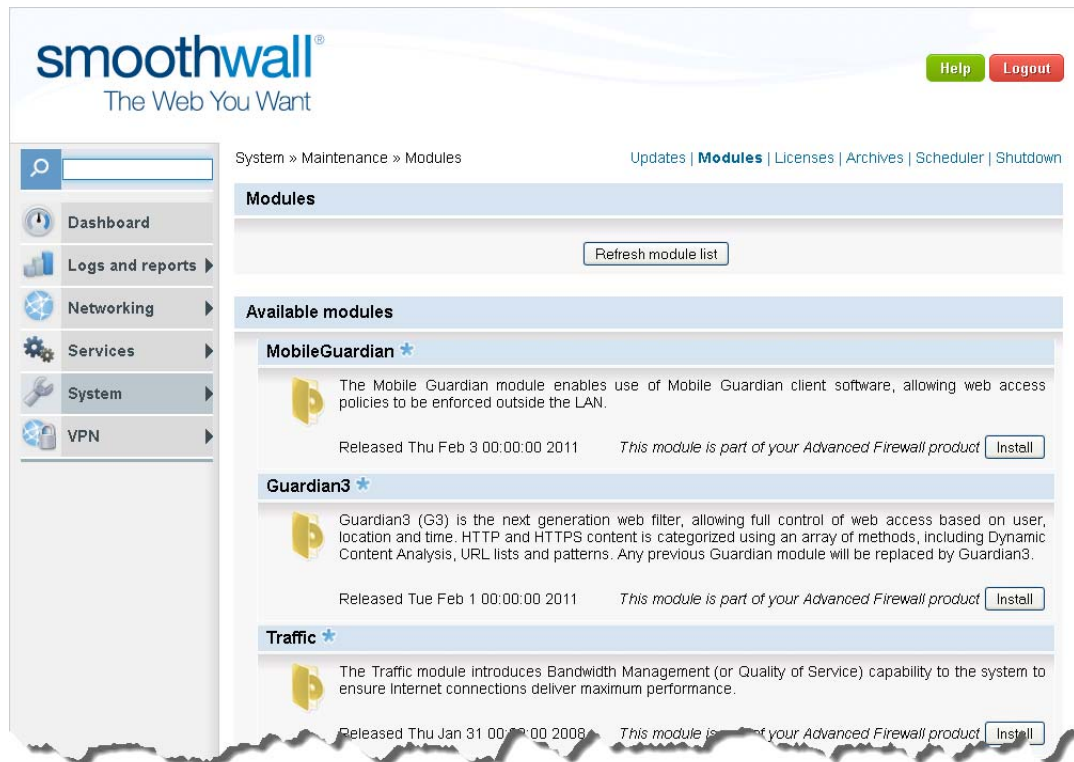 smoothwall®
The Web You Want
Help Logout
System » Maintenance » Modules
Updates | Modules | Licenses | Archives | Scheduler | Shutdown
Dashboard
Logs and reports
Networking
Services
System
VPN
Modules
Refresh module list
Available modules
MobileGuardian *
The Mobile Guardian module enables use of Mobile Guardian client software, allowing web access
policies to be enforced outside the LAN.
Released Thu Feb 3 00:00:00 2011 This module is part of your Advanced Firewall product Install
Guardian3 *
Guardian3 (G3) is the next generation web filter, allowing full control of web access based on user,
location and time. HTTP and HTTPS content is categorized using an array of methods, including Dynamic
Content Analysis, URL lists and patterns. Any previous Guardian module will be replaced by Guardian3.
Released Tue Feb 1 00:00:00 2011 This module is part of your Advanced Firewall product Install
Traffic *
The Traffic module introduces Bandwidth Management (or Quality of Service) capability to the system to
ensure Internet connections deliver maximum performance.
Released Thu Jan 31 00:00:00 2008 This module is part of your Advanced Firewall product Install